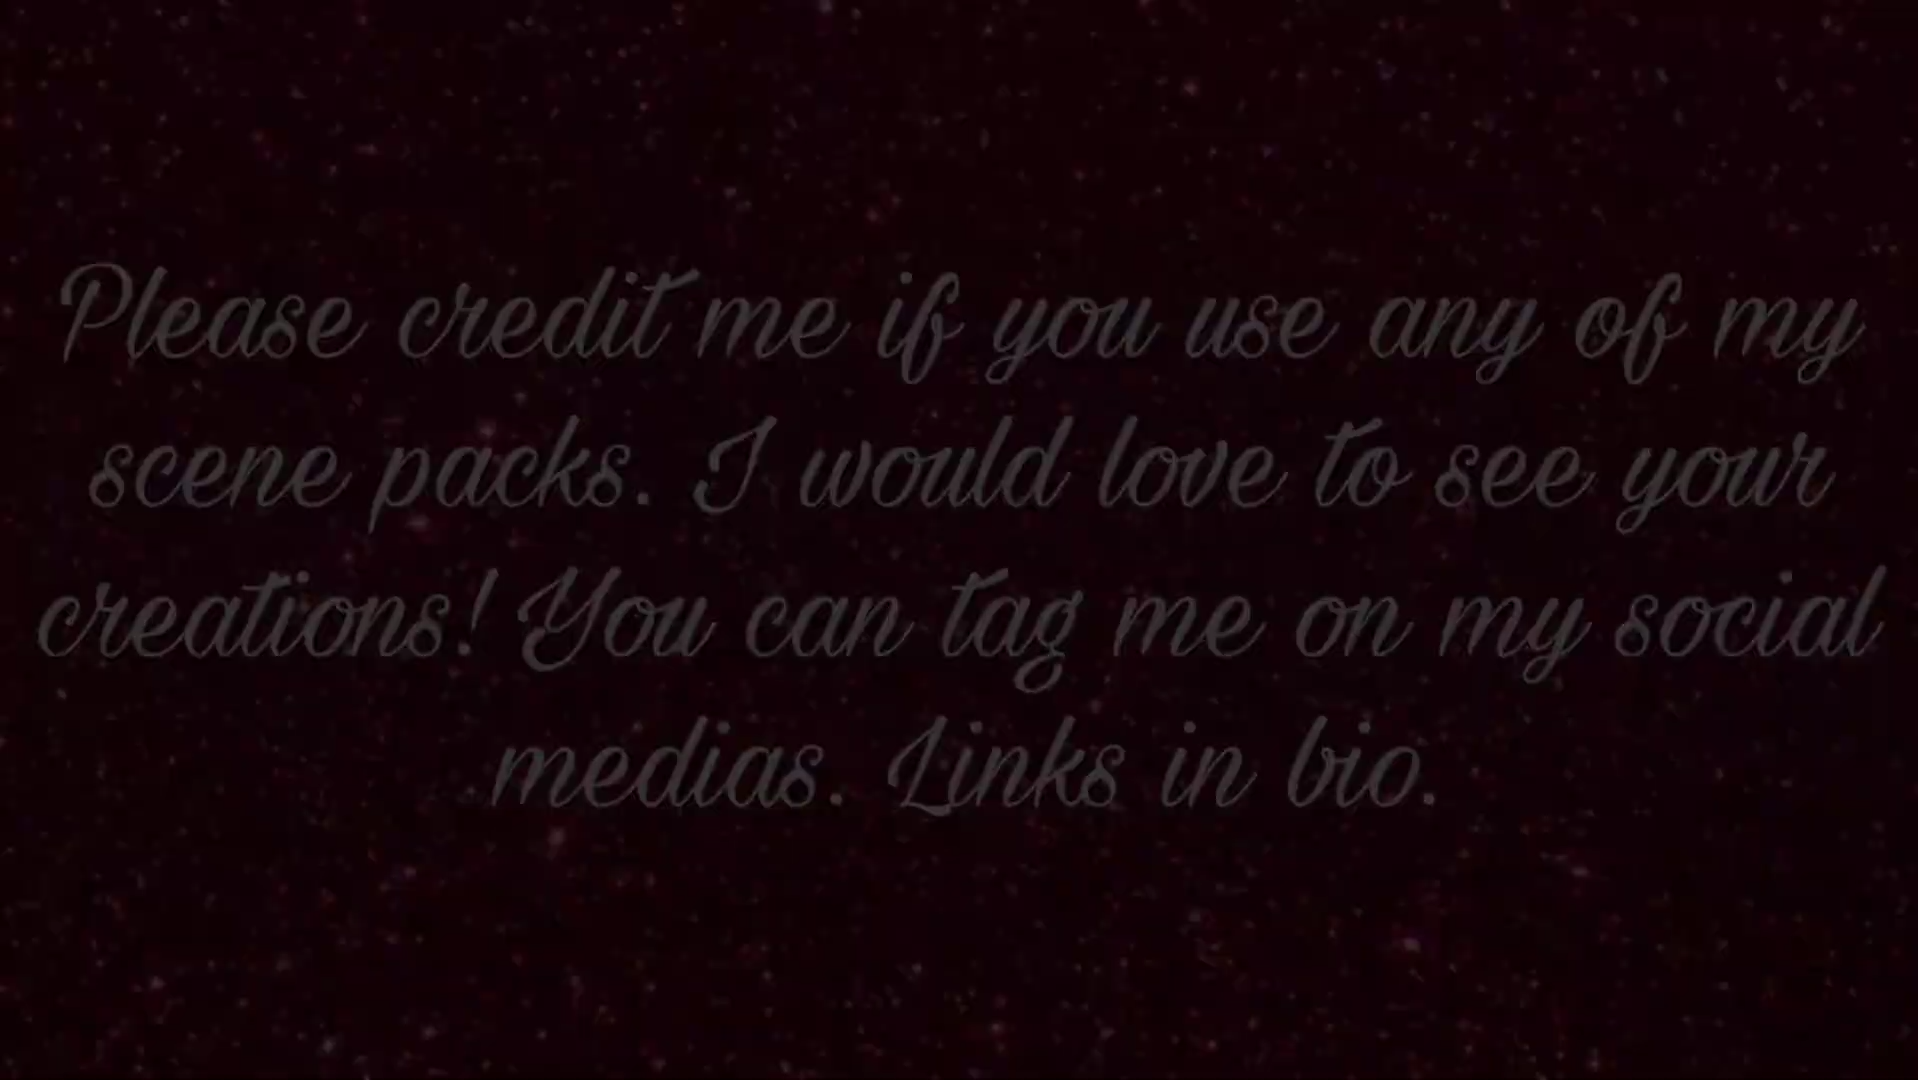 Please credit me if you use any of my
scene packs. I would love to see your
creations! You can tag me on my social
medias. Links in bio.